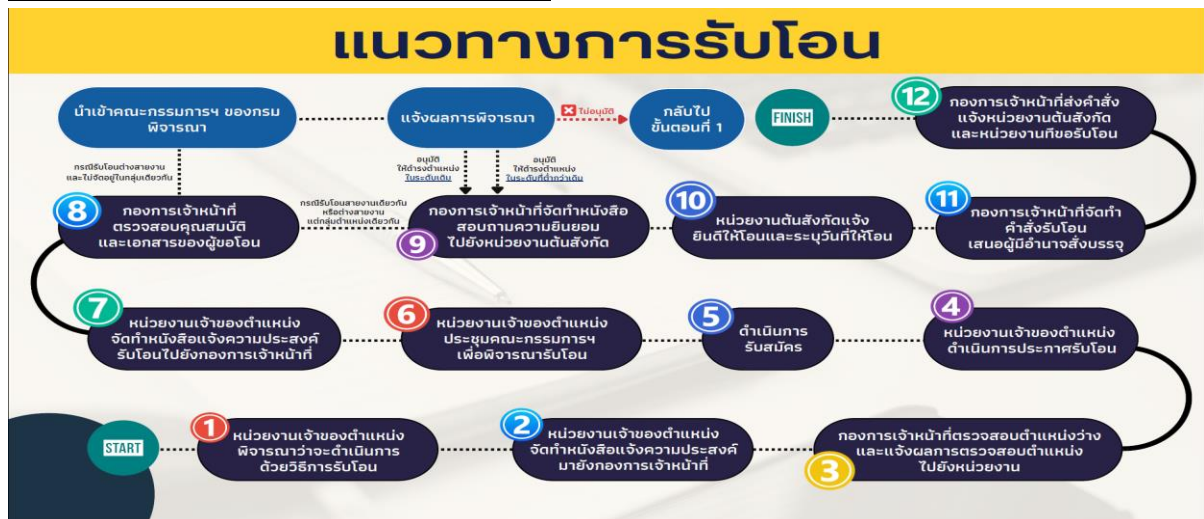 แนวทางการรับโอน
นำเข้าคณะกรรมการฯ ของกรม
พิจารณา
แจ้งผลการพิจารณา
ไม่อนุมัติ
กลับไป
ขั้นตอนที่ 1
FINISH
12
กองการเจ้าหน้าที่ส่งคำสั่ง
แจ้งหน่วยงานต้นสังกัด
และหน่วยงานที่ขอรับโอน
กรณีรับโอนต่างสายงาน
และไม่จัดอยู่ในกลุ่มเดียวกัน
อนุมัติ
ให้ดำรงตำแหน่ง
ในระดับเดิม
อนุมัติ
ให้ดำรงตำแหน่ง
ในระดับที่ต่ำกว่าเดิม
8
กองการเจ้าหน้าที่
ตรวจสอบคุณสมบัติ
และเอกสารของผู้ขอโอน
กรณีรับโอนสายงานเดียวกัน
หรือต่างสายงาน
แต่กลุ่มตำแหน่งเดียวกัน
9
กองการเจ้าหน้าที่จัดทำหนังสือ
สอบถามความยินยอม
ไปยังหน่วยงานต้นสังกัด
10
หน่วยงานต้นสังกัดแจ้ง
ยินดีให้โอนและระบุวันที่ให้โอน
11
กองการเจ้าหน้าที่จัดทำ
คำสั่งรับโอน
เสนอผู้มีอำนาจสั่งบรรจุ
7
หน่วยงานเจ้าของตำแหน่ง
จัดทำหนังสือแจ้งความประสงค์
รับโอนไปยังกองการเจ้าหน้าที่
6
หน่วยงานเจ้าของตำแหน่ง
ประชุมคณะกรรมการฯ
เพื่อพิจารณารับโอน
5
ดำเนินการ
รับสมัคร
4
หน่วยงานเจ้าของตำแหน่ง
ดำเนินการประกาศรับโอน
START
1
หน่วยงานเจ้าของตำแหน่ง
พิจารณาว่าจะดำเนินการ
ด้วยวิธีการรับโอน
2
หน่วยงานเจ้าของตำแหน่ง
จัดทำหนังสือแจ้งความประสงค์
มายังกองการเจ้าหน้าที่
3
กองการเจ้าหน้าที่ตรวจสอบตำแหน่งว่าง
และแจ้งผลการตรวจสอบตำแหน่ง
ไปยังหน่วยงาน